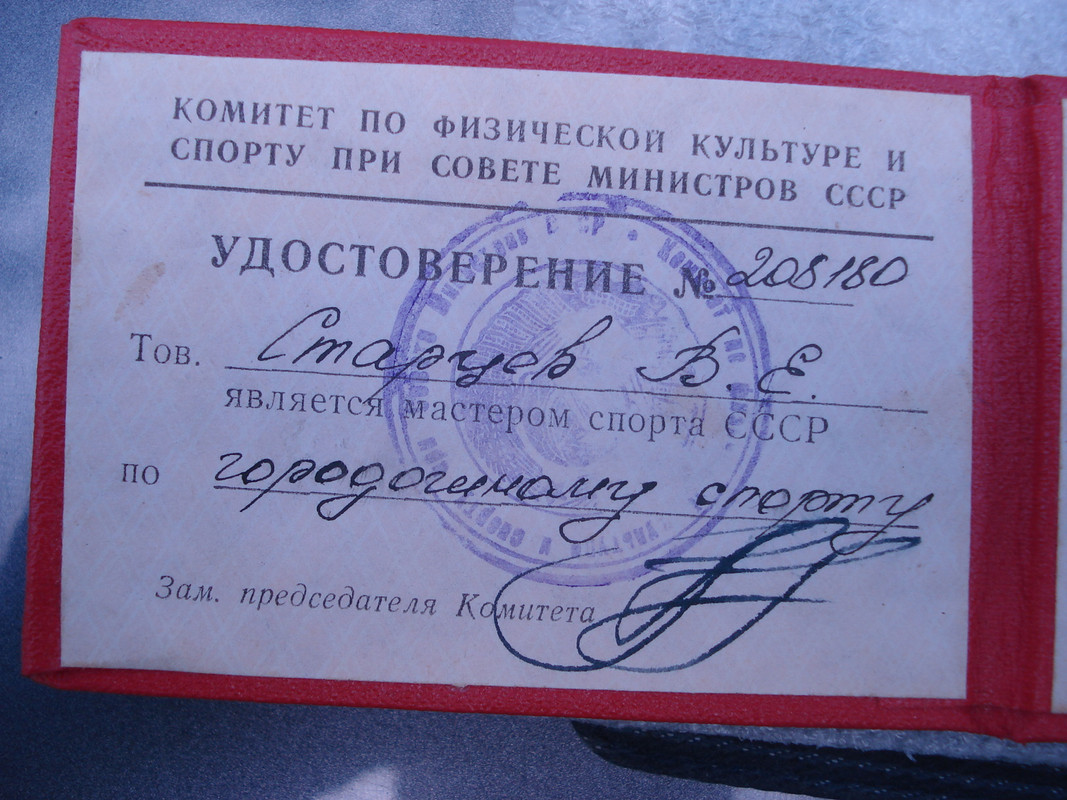 КОМИТЕТ ПО ФИЗИЧЕСКОЙ КУЛЬТУРЕ И
СПОРТУ ПРИ СОВЕТЕ МИНИСТРОВ СССР
УДОСТОВЕРЕНИЕ № 208180
Тов. Старцев В. Е.
является мастером спорта СССР
по городошному спорту
Зам. председателя Комитета